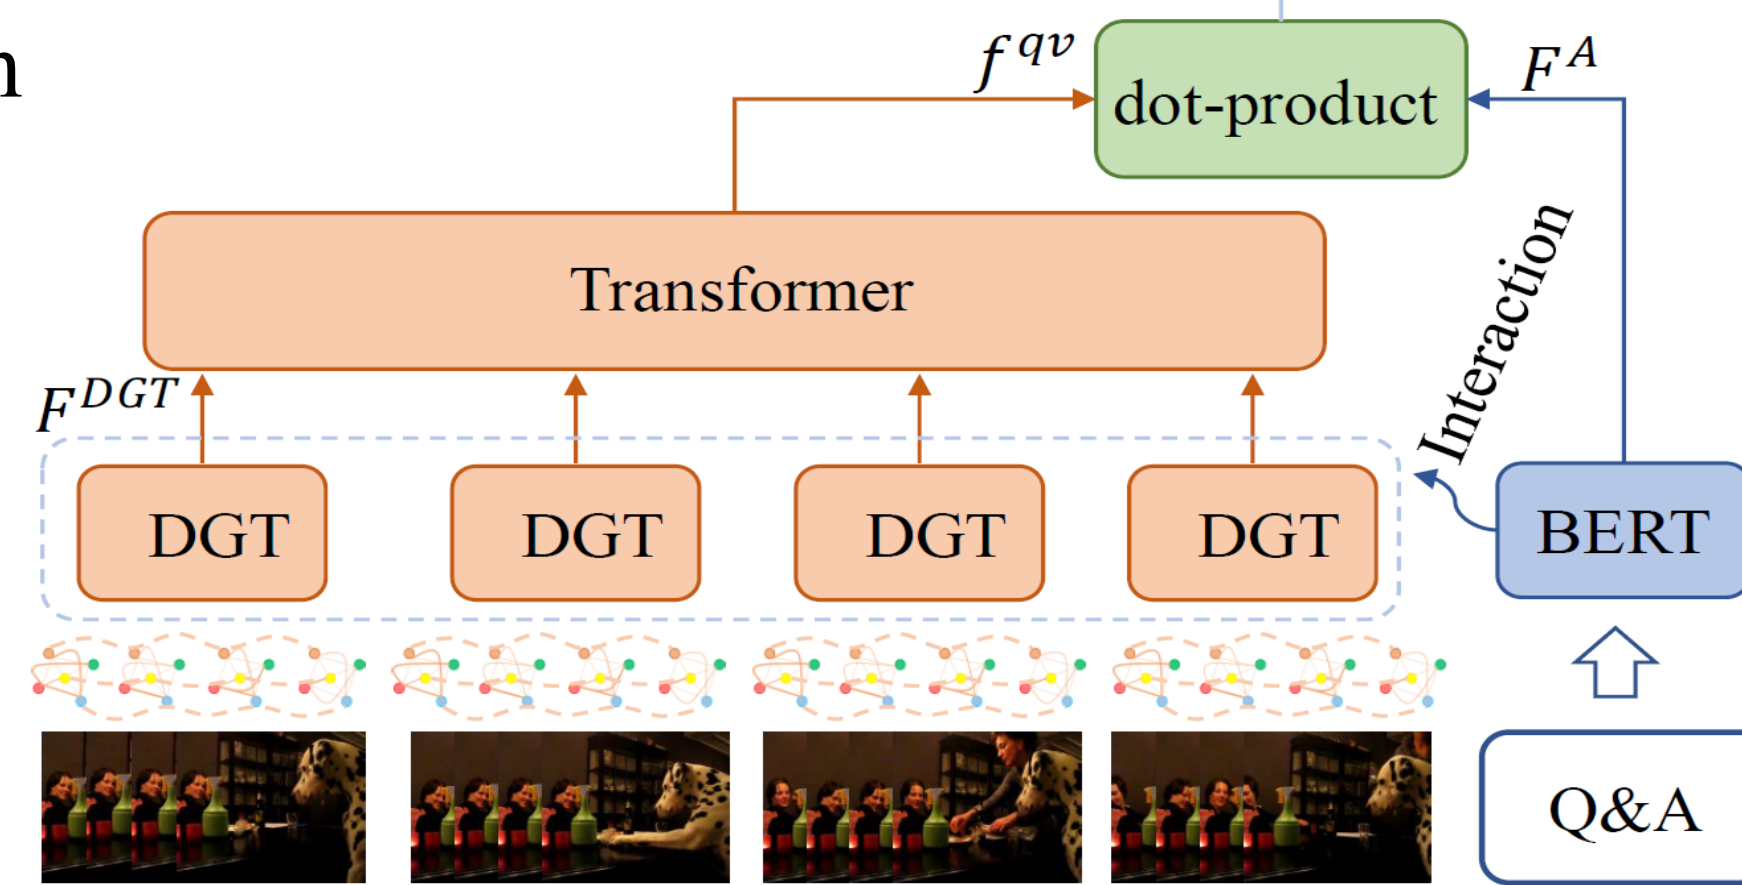 n
f^{qv}
F^A
dot-product
Transformer
Interaction
F^{DGT}
DGT DGT DGT DGT
BERT
Q&A